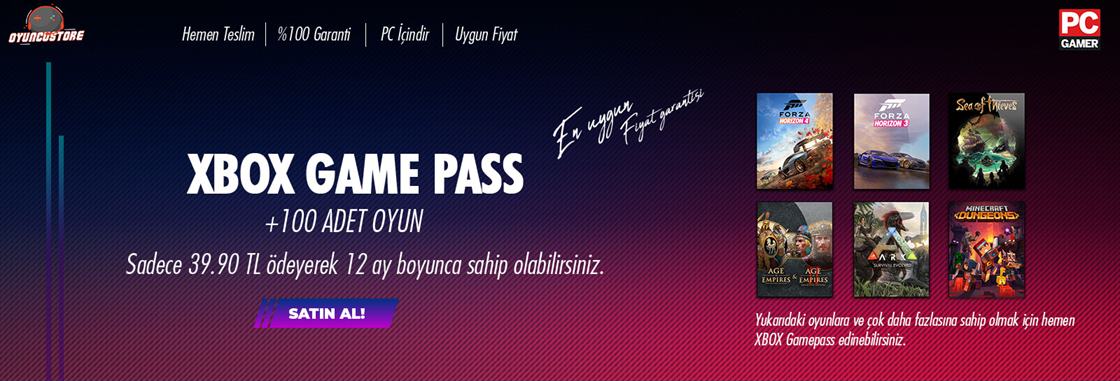 OYUNCUSTORE
Hemen Teslim
%100 Garanti
PC İçindir
Uygun Fiyat
PC
GAMER
En uygun
Fiyat garantisi
XBOX GAME PASS
+100 ADET OYUN
Sadece 39.90 TL ödeyerek 12 ay boyunca sahip olabilirsiniz.
SATIN AL!
FORZA
HORIZON 4
FORZA
HORIZON 3
Sea of Thieves
AGE
EMPIRES
&
AGE
EMPIRES
ARK
SURVIVAL EVOLVED
MINECRAFT
DUNGEONS
Yukarıdaki oyunlara ve çok daha fazlasına sahip olmak için hemen
XBOX Gamepass edinebilirsiniz.